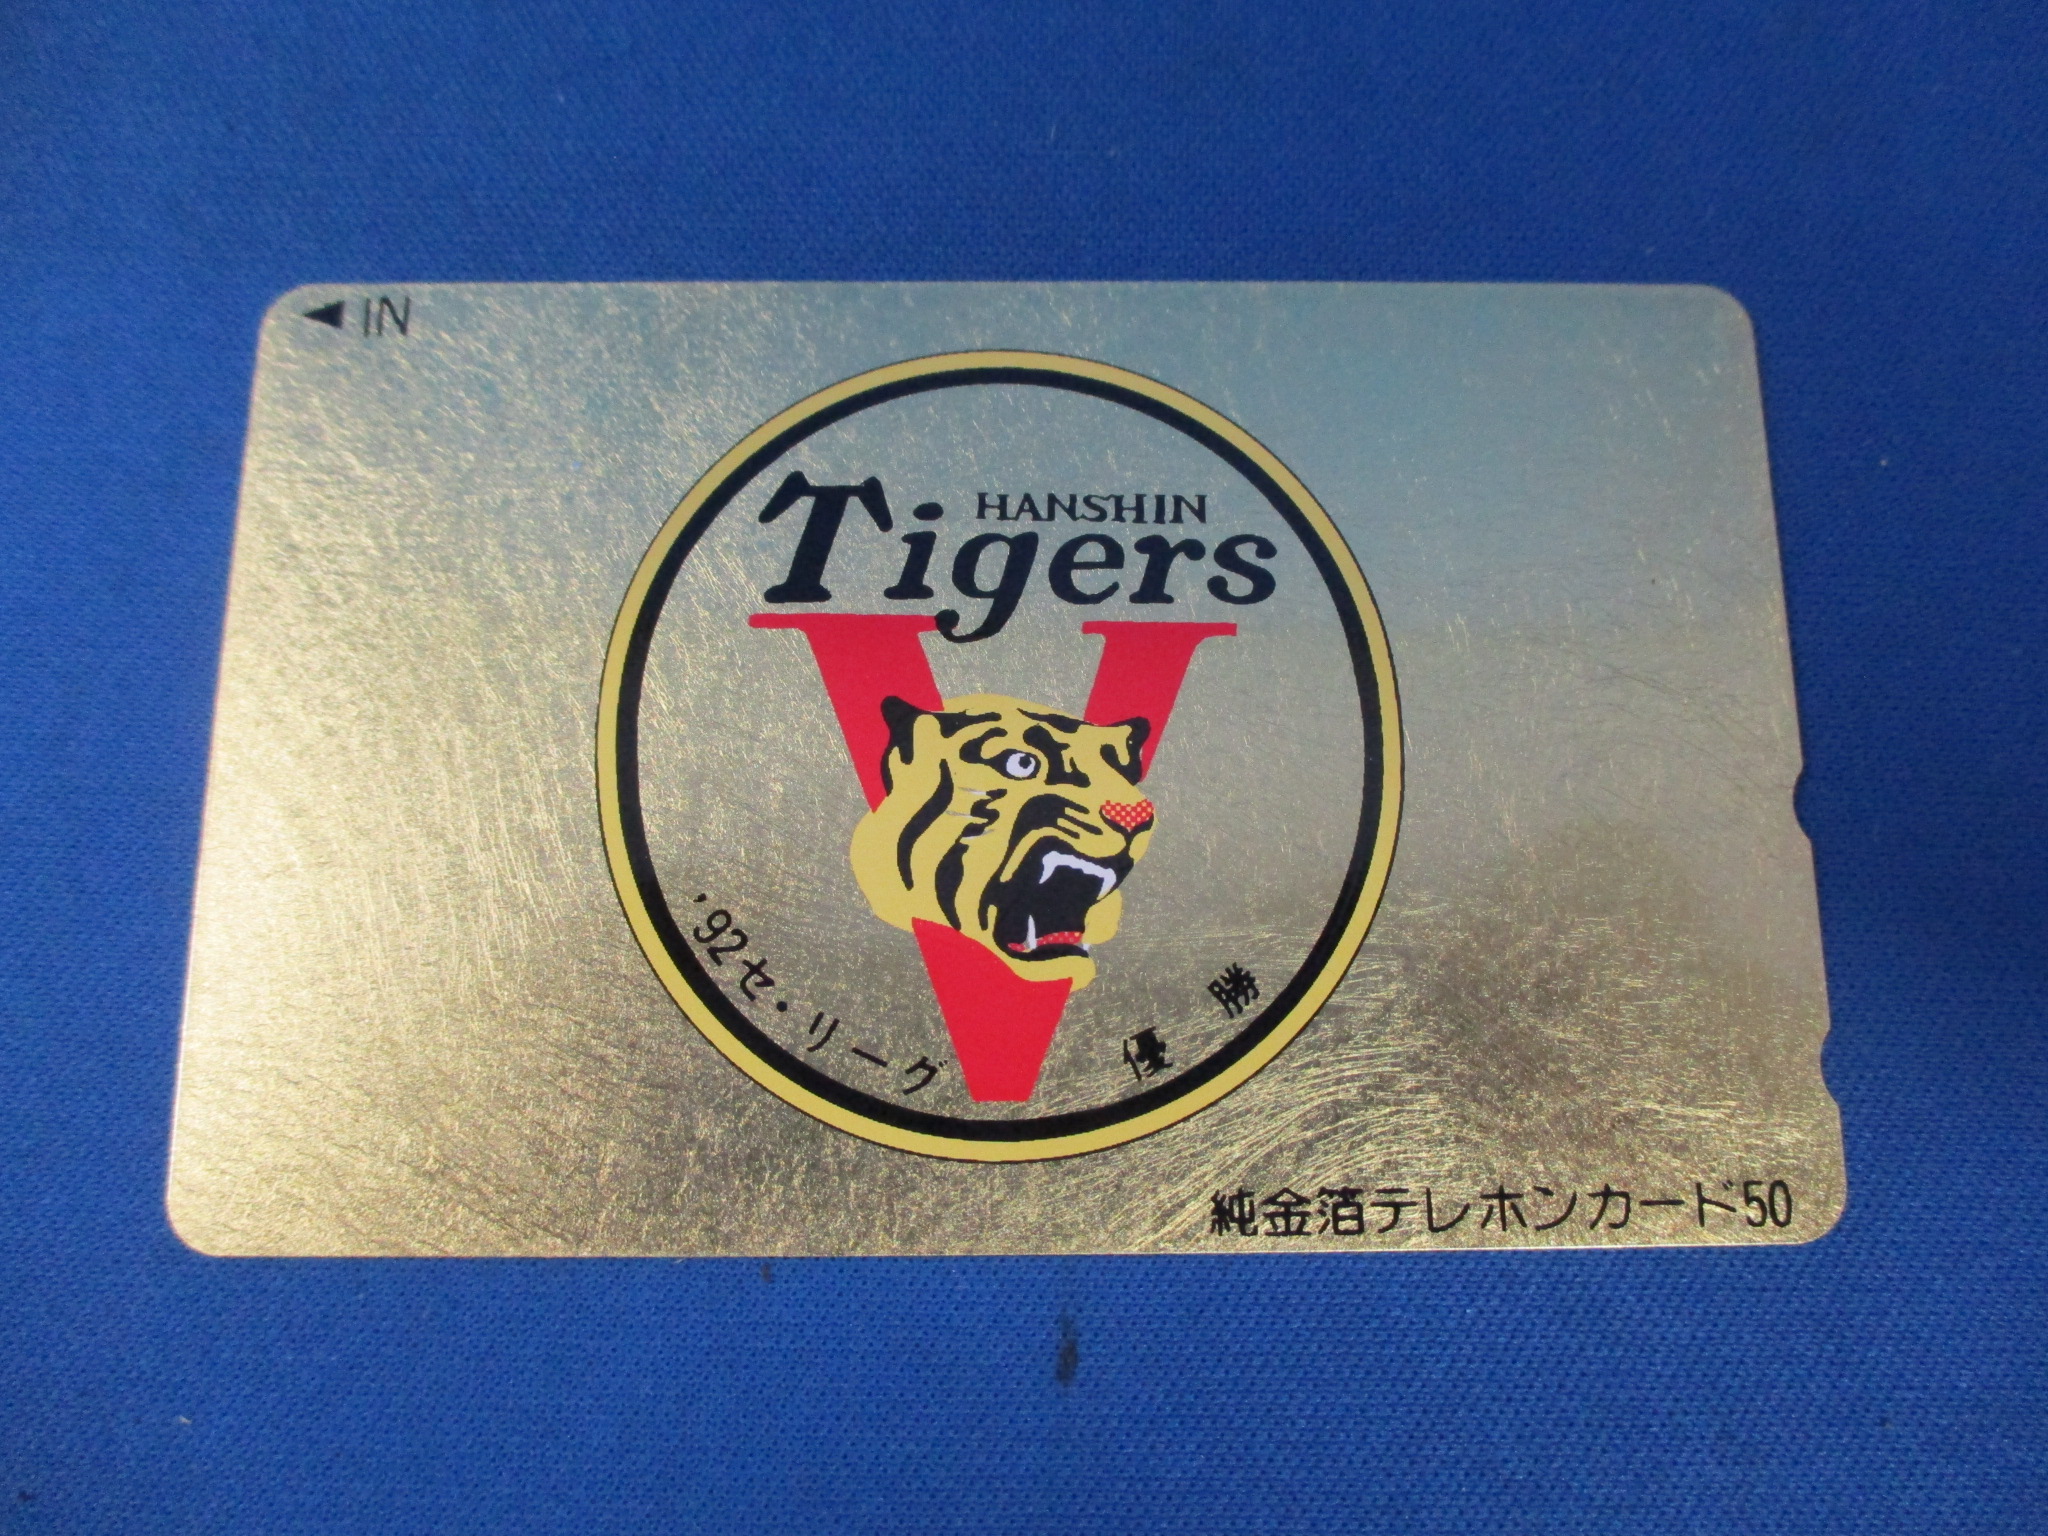 ◀ IN
HANSHIN
Tigers
V
'92セ・リーグ 優勝
純金箔テレホンカード50